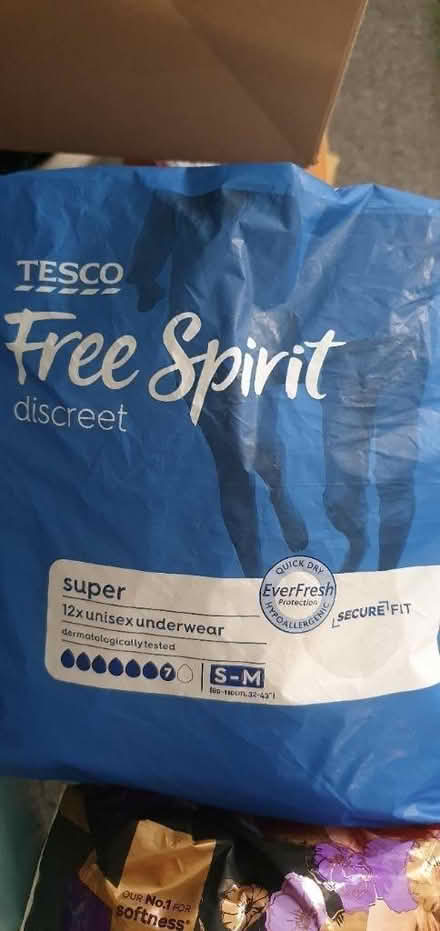 TESCO
Free Spirit
discreet
QUICK DRY
EverFresh
Protection
HYPOALLERGENIC
SECURE FIT
super
12x unisex underwear
dermatologically tested
7
S-M
OUR No.1 FOR
softness*